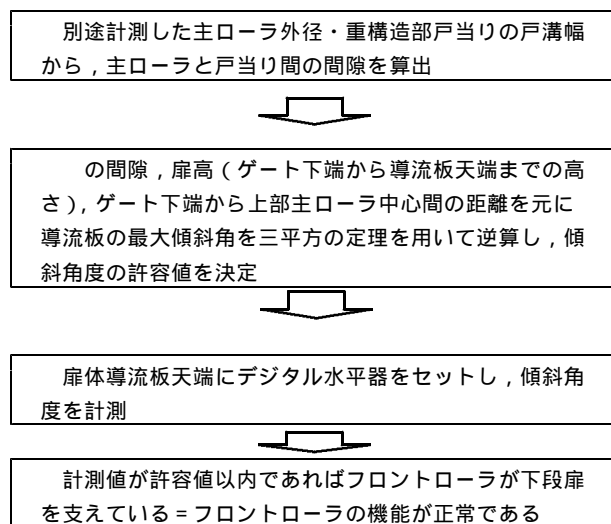 別途計測した主ローラ外径・重構造部戸当りの戸溝幅
から，主ローラと戸当り間の間隙を算出
の間隙，扉高（ゲート下端から導流板天端までの高
さ），ゲート下端から上部主ローラ中心間の距離を元に
導流板の最大傾斜角を三平方の定理を用いて逆算し，傾
斜角度の許容値を決定
扉体導流板天端にデジタル水平器をセットし，傾斜角
度を計測
計測値が許容値以内であればフロントローラが下段扉
を支えている＝フロントローラの機能が正常である